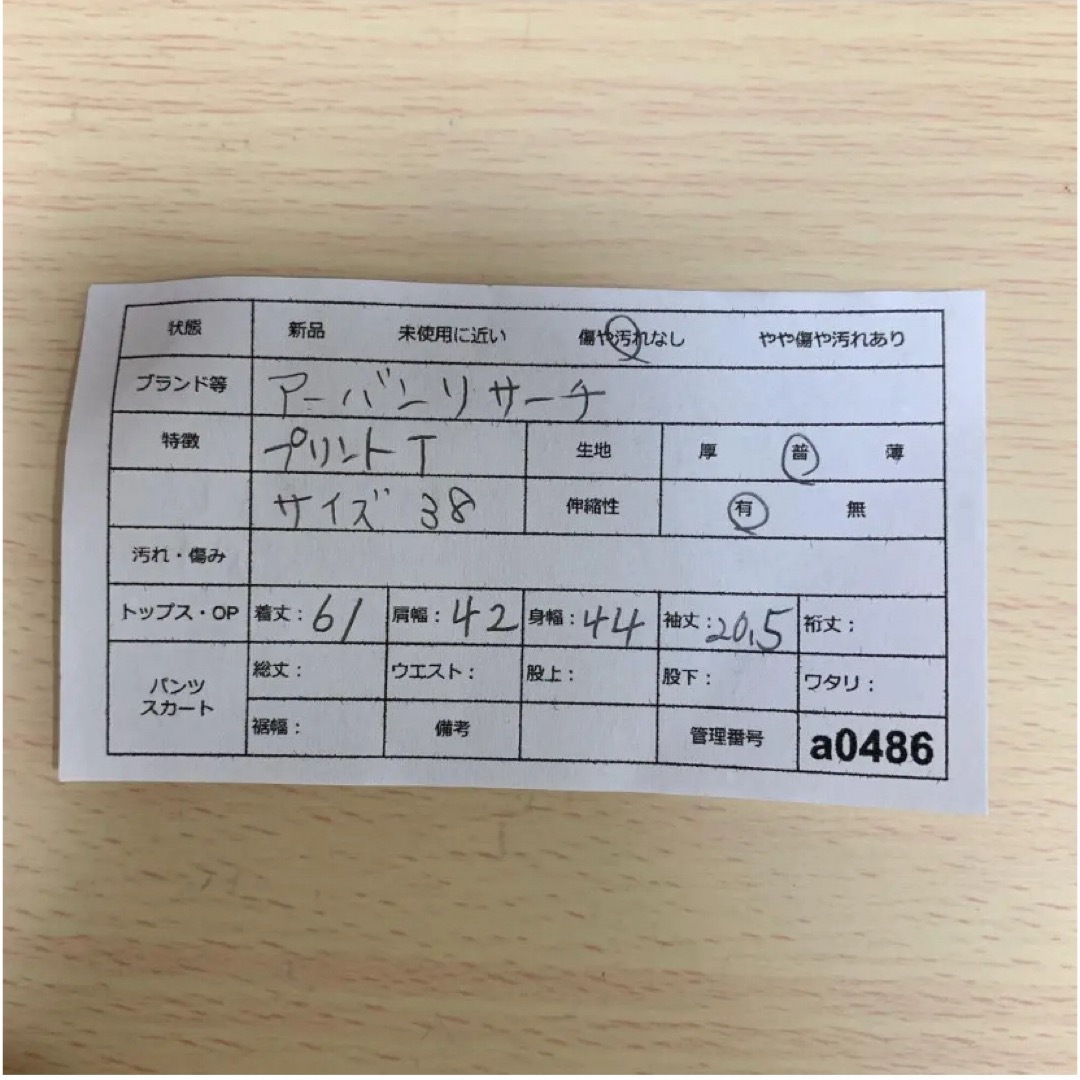 状態 新品 未使用に近い 傷や汚れなし やや傷や汚れあり
ブランド等 アーバンリサーチ
特徴 プリントT 生地 厚 普 薄
サイズ 38 伸縮性 有 無
汚れ・傷み
トップス・OP 着丈：61 肩幅：42 身幅：44 袖丈：20.5 裄丈：
パンツ スカート 総丈： ウエスト： 股上： 股下： ワタリ：
裾幅： 備考 管理番号 a0486